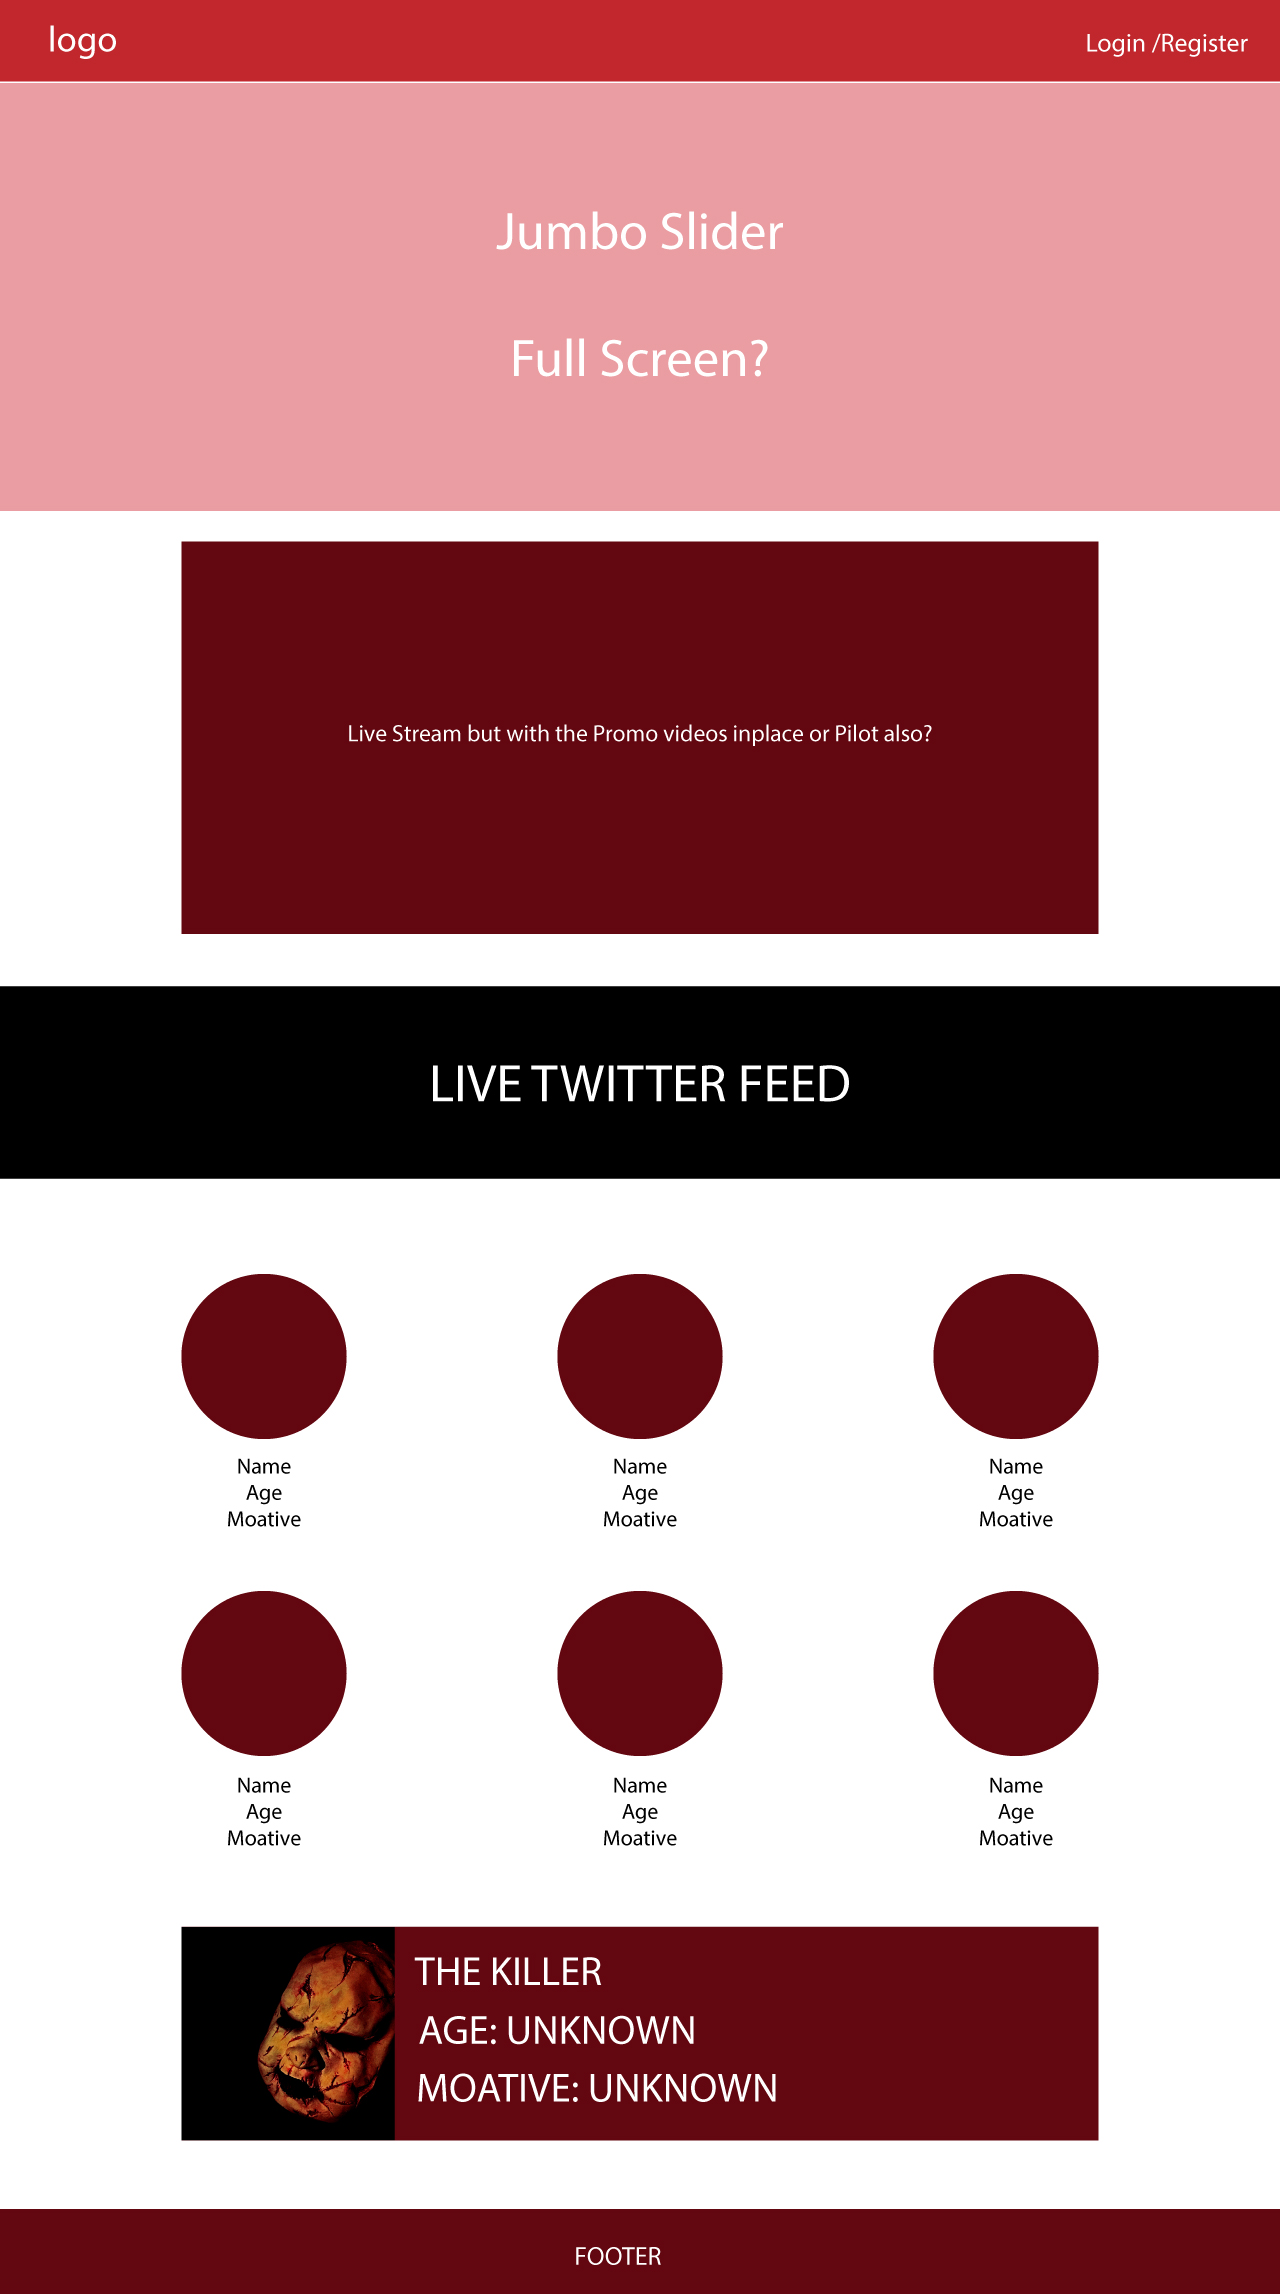 logo
Login /Register
Jumbo Slider
Full Screen?
Live Stream but with the Promo videos inplace or Pilot also?
LIVE TWITTER FEED
Name
Age
Moative
Name
Age
Moative
Name
Age
Moative
Name
Age
Moative
Name
Age
Moative
Name
Age
Moative
THE KILLER
AGE: UNKNOWN
MOATIVE: UNKNOWN
FOOTER